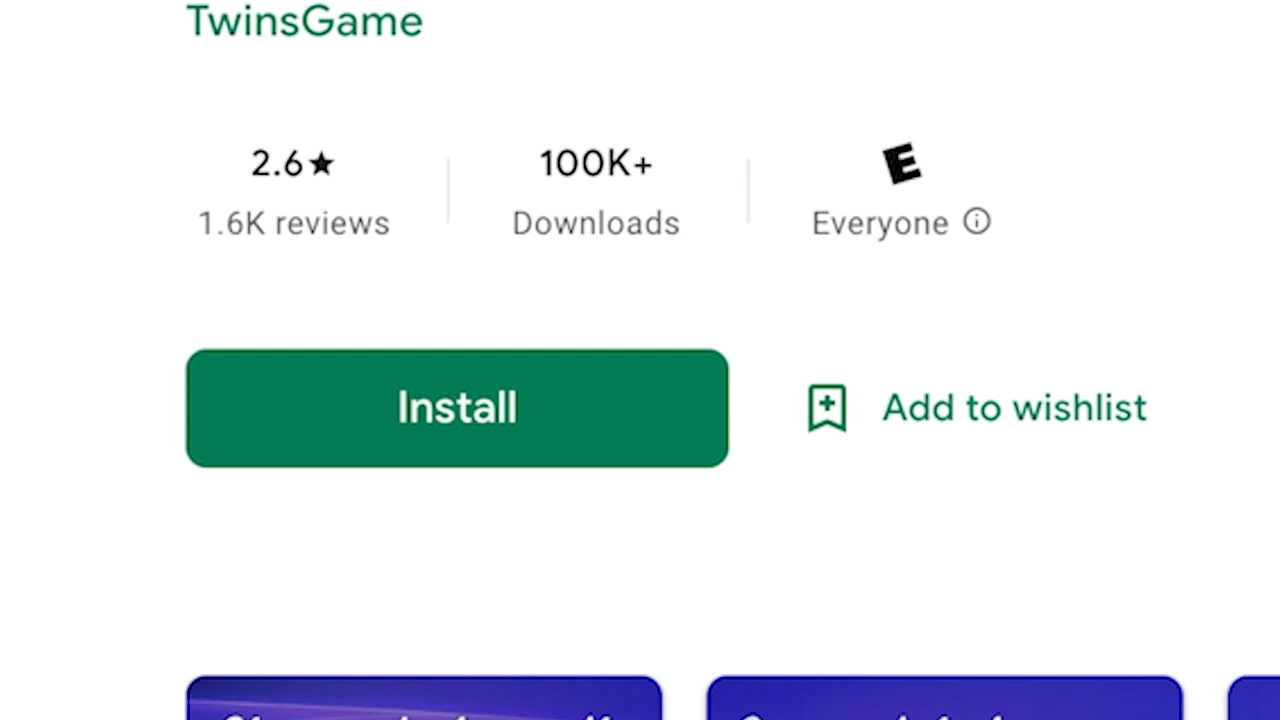 TwinsGame
2.6★
100K+
E
1.6K reviews
Downloads
Everyone
Install
Add to wishlist